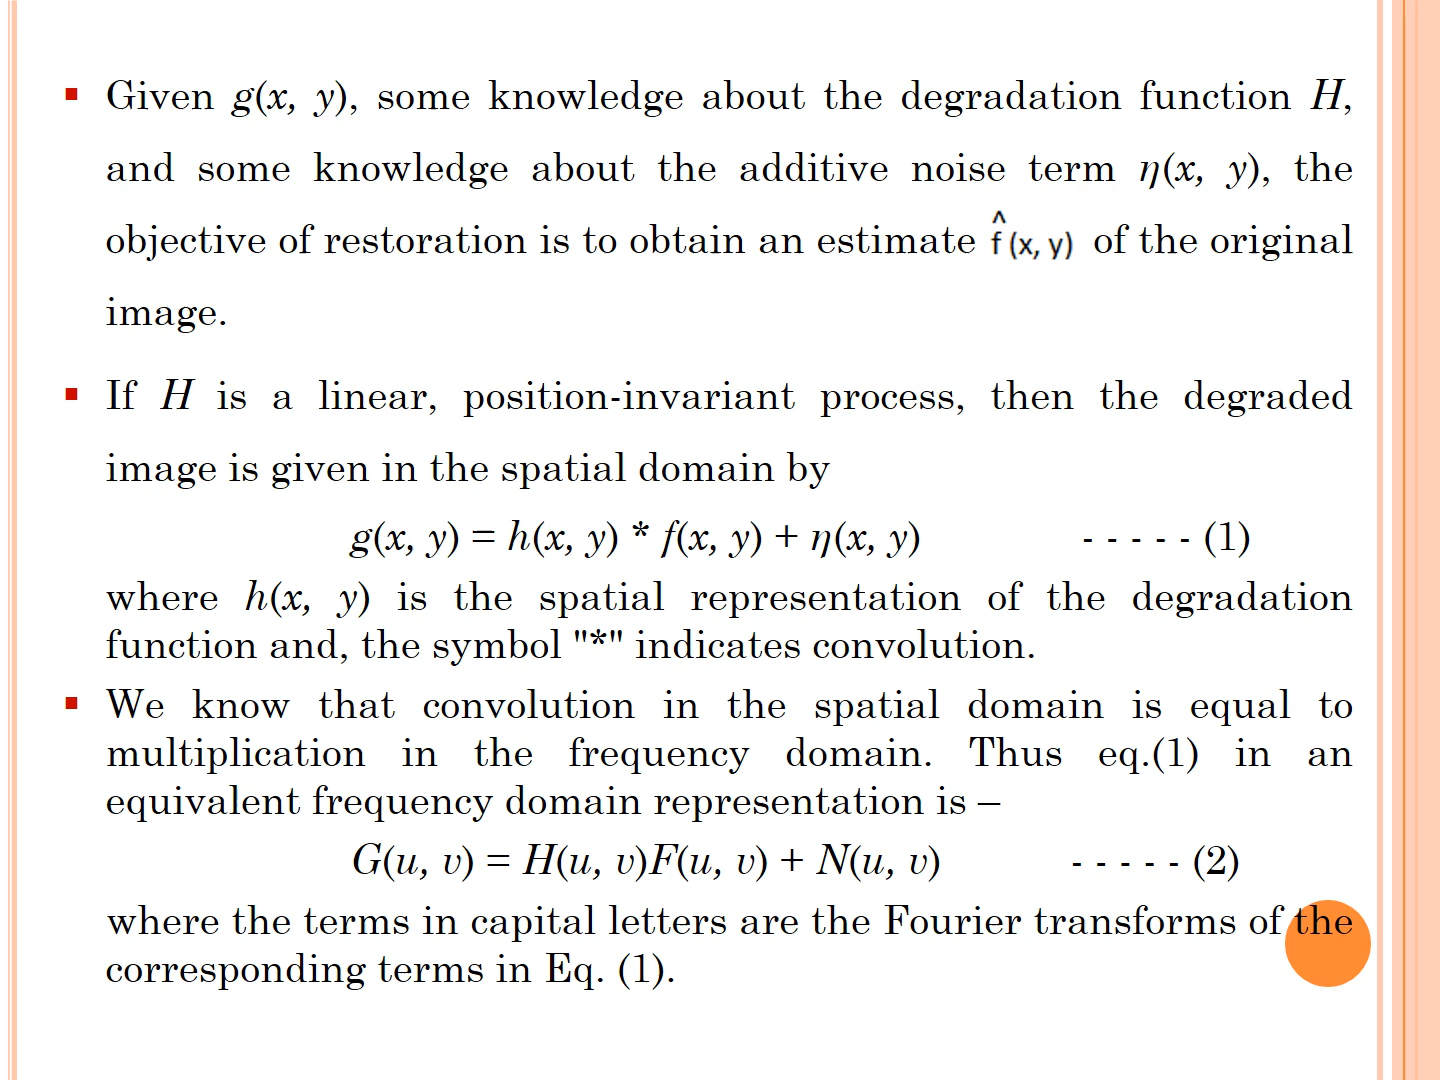 ▪ Given g(x, y), some knowledge about the degradation function H,
and some knowledge about the additive noise term η(x, y), the
objective of restoration is to obtain an estimate f̂ (x, y) of the original
image.
▪ If H is a linear, position-invariant process, then the degraded
image is given in the spatial domain by
g(x, y) = h(x, y) * f(x, y) + η(x, y) - - - - - (1)
where h(x, y) is the spatial representation of the degradation
function and, the symbol "*" indicates convolution.
▪ We know that convolution in the spatial domain is equal to
multiplication in the frequency domain. Thus eq.(1) in an
equivalent frequency domain representation is –
G(u, v) = H(u, v)F(u, v) + N(u, v) - - - - - (2)
where the terms in capital letters are the Fourier transforms of the
corresponding terms in Eq. (1).